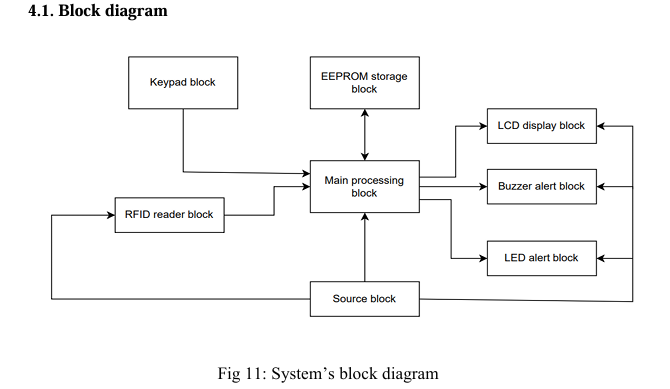 4.1. Block diagram
Keypad block
EEPROM storage
block
LCD display block
Main processing
block
Buzzer alert block
RFID reader block
LED alert block
Source block
Fig 11: System’s block diagram